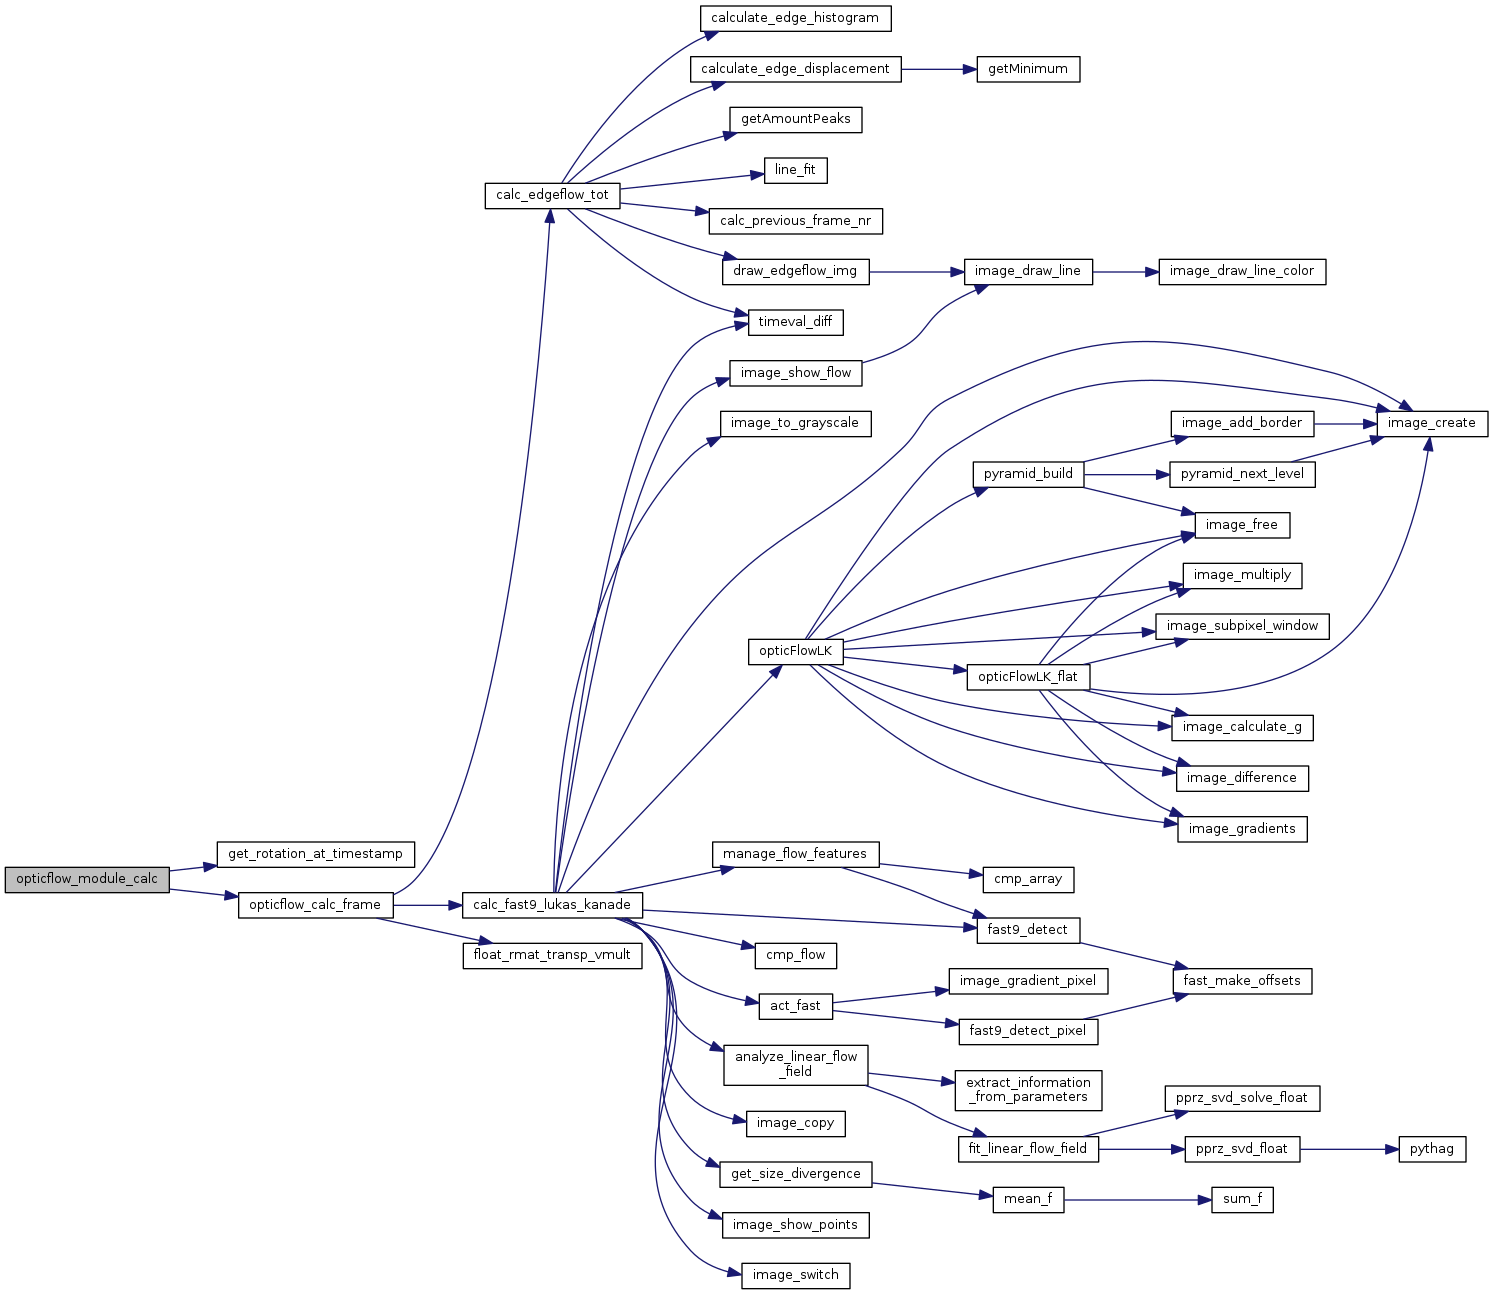 calculate_edge_histogram
calculate_edge_displacement
getMinimum
getAmountPeaks
line_fit
calc_edgeflow_tot
calc_previous_frame_nr
draw_edgeflow_img
image_draw_line
image_draw_line_color
timeval_diff
image_show_flow
image_to_grayscale
image_add_border
image_create
pyramid_build
pyramid_next_level
image_free
image_multiply
image_subpixel_window
opticFlowLK
opticFlowLK_flat
image_calculate_g
image_difference
image_gradients
get_rotation_at_timestamp
manage_flow_features
opticflow_module_calc
cmp_array
opticflow_calc_frame
calc_fast9_lukas_kanade
fast9_detect
float_rmat_transp_vmult
cmp_flow
image_gradient_pixel
fast_make_offsets
act_fast
fast9_detect_pixel
analyze_linear_flow
_field
extract_information
_from_parameters
pprz_svd_solve_float
image_copy
fit_linear_flow_field
pprz_svd_float
pythag
get_size_divergence
mean_f
sum_f
image_show_points
image_switch